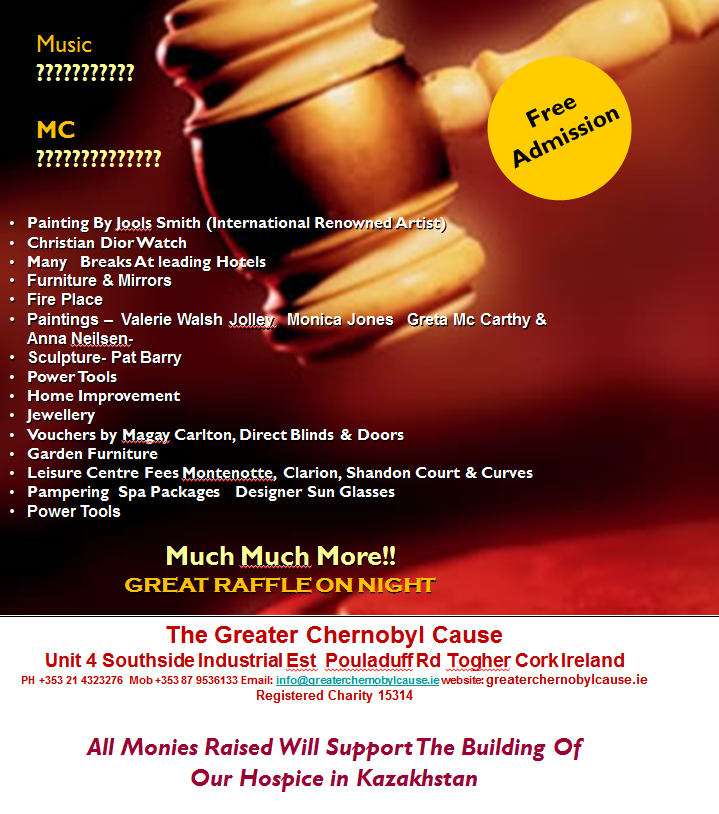 Music
???????????
Free
Admission
MC
??????????????
• Painting By Jools Smith (International Renowned Artist)
• Christian Dior Watch
• Many Breaks At leading Hotels
• Furniture & Mirrors
• Fire Place
• Paintings – Valerie Walsh Jolley Monica Jones Greta Mc Carthy &
Anna Neilsen-
• Sculpture- Pat Barry
• Power Tools
• Home Improvement
• Jewellery
• Vouchers by Magay Carlton, Direct Blinds & Doors
• Garden Furniture
• Leisure Centre Fees Montenotte, Clarion, Shandon Court & Curves
• Pampering Spa Packages Designer Sun Glasses
• Power Tools
Much Much More!!
GREAT RAFFLE ON NIGHT
The Greater Chernobyl Cause
Unit 4 Southside Industrial Est Pouladuff Rd Togher Cork Ireland
PH +353 21 4323276 Mob +353 87 9536133 Email: info@greaterchernobylcause.ie website: greaterchernobylcause.ie
Registered Charity 15314
All Monies Raised Will Support The Building Of
Our Hospice in Kazakhstan